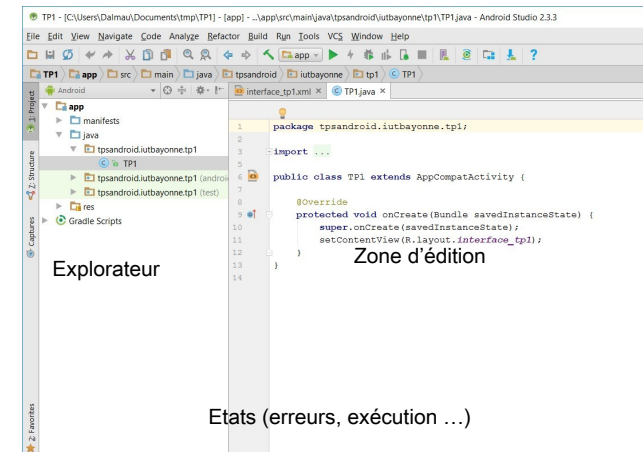 TP1 - [C:\Users\Dalmau\Documents\tmp\TP1] - [app] - ...\app\src\main\java\tpsandroid\iutbayonne\tp1\TP1.java - Android Studio 2.3.3
File Edit View Navigate Code Analyze Refactor Build Run Tools VCS Window Help
app
TP1 app src main java tpsandroid iutbayonne tp1 TP1
Android
interface_tp1.xml × TP1.java ×
1: Project
Z: Structure
Captures
2: Favorites
app
manifests
java
tpsandroid.iutbayonne.tp1
TP1
tpsandroid.iutbayonne.tp1 (androi
tpsandroid.iutbayonne.tp1 (test)
res
Gradle Scripts
Explorateur
1 package tpsandroid.iutbayonne.tp1;
2
3 import ...
5
6 public class TP1 extends AppCompatActivity {
7
8 @Override
9 protected void onCreate(Bundle savedInstanceState) {
10 super.onCreate(savedInstanceState);
11 setContentView(R.layout.interface_tp1);
12 }
13 }
14
Zone d'édition
Etats (erreurs, exécution …)